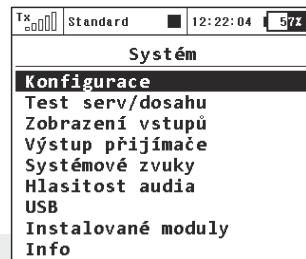 Tx Standard 12:22:04 57%
Systém
Konfigurace
Test serv/dosahu
Zobrazení vstupů
Výstup přijímače
Systémové zvuky
Hlasitost audia
USB
Instalované moduly
Info